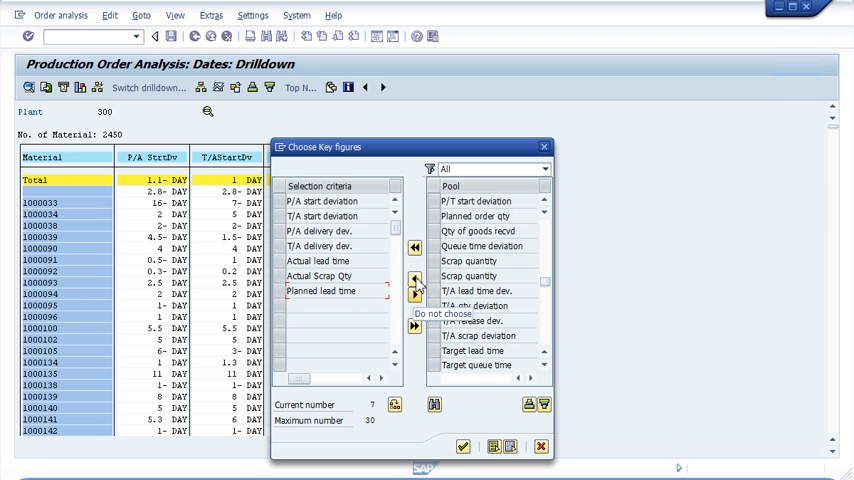 Order analysis Edit Goto View Extras Settings System Help
Production Order Analysis: Dates: Drilldown
Switch drilldown... Top N...
Plant 300
No. of Material: 2450
Material P/A StrtDv T/AStartDv
Total 1.1- DAY 1 DAY
2.8- DAY 2.8- DAY
1000033 16- DAY 7- DAY
1000034 2 DAY 5 DAY
1000038 2- DAY 2- DAY
1000039 4.5- DAY 1.5- DAY
1000090 4 DAY 4 DAY
1000091 0.5- DAY 1 DAY
1000092 0.3- DAY 0.2 DAY
1000093 2.5 DAY 2.5 DAY
1000094 2 DAY 2 DAY
1000095 1- DAY 1- DAY
1000096 1 DAY 1 DAY
1000100 5.5 DAY 5.5 DAY
1000102 5 DAY 5 DAY
1000105 6- DAY 3- DAY
1000134 1 DAY 1.3 DAY
1000135 11 DAY 11 DAY
1000138 1- DAY 1- DAY
1000139 8 DAY 8 DAY
1000140 5 DAY 5 DAY
1000141 5.3 DAY 6 DAY
1000142 1- DAY 1- DAY
Choose Key figures
All
Selection criteria
P/A start deviation
T/A start deviation
P/A delivery dev.
T/A delivery dev.
Actual lead time
Actual Scrap Qty
Planned lead time
Pool
P/T start deviation
Planned order qty
Qty of goods recvd
Queue time deviation
Scrap quantity
Scrap quantity
T/A lead time dev.
T/A qty deviation
T/A release dev.
T/A scrap deviation
Target lead time
Target queue time
Do not choose
Current number 7
Maximum number 30
SAP